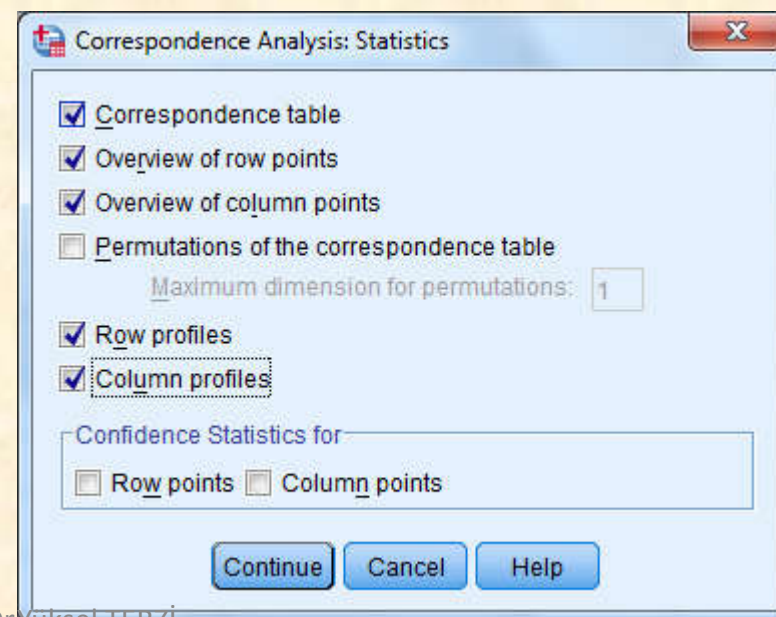 Correspondence Analysis: Statistics
Correspondence table
Overview of row points
Overview of column points
Permutations of the correspondence table
Maximum dimension for permutations: 1
Row profiles
Column profiles
Confidence Statistics for
Row points Column points
Continue Cancel Help